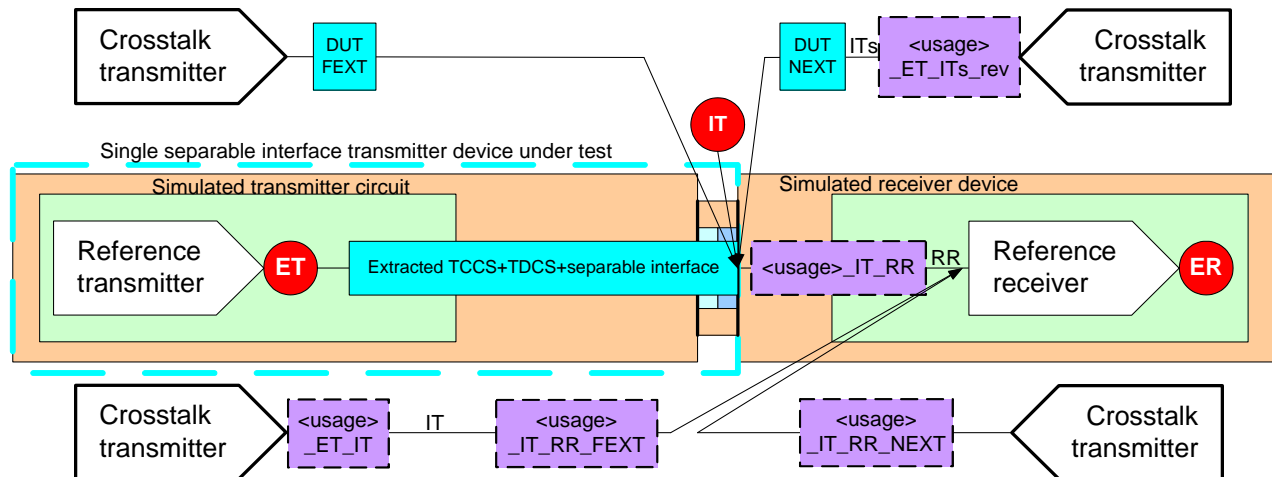 Crosstalk
transmitter
DUT
FEXT
DUT
NEXT
ITs
<usage>
_ET_ITs_rev
Crosstalk
transmitter
IT
Single separable interface transmitter device under test
Simulated transmitter circuit
Simulated receiver device
Reference
transmitter
ET
Extracted TCCS+TDCS+separable interface
<usage>_IT_RR
RR
Reference
receiver
ER
Crosstalk
transmitter
<usage>
_ET_IT
IT
<usage>
_IT_RR_FEXT
<usage>
_IT_RR_NEXT
Crosstalk
transmitter